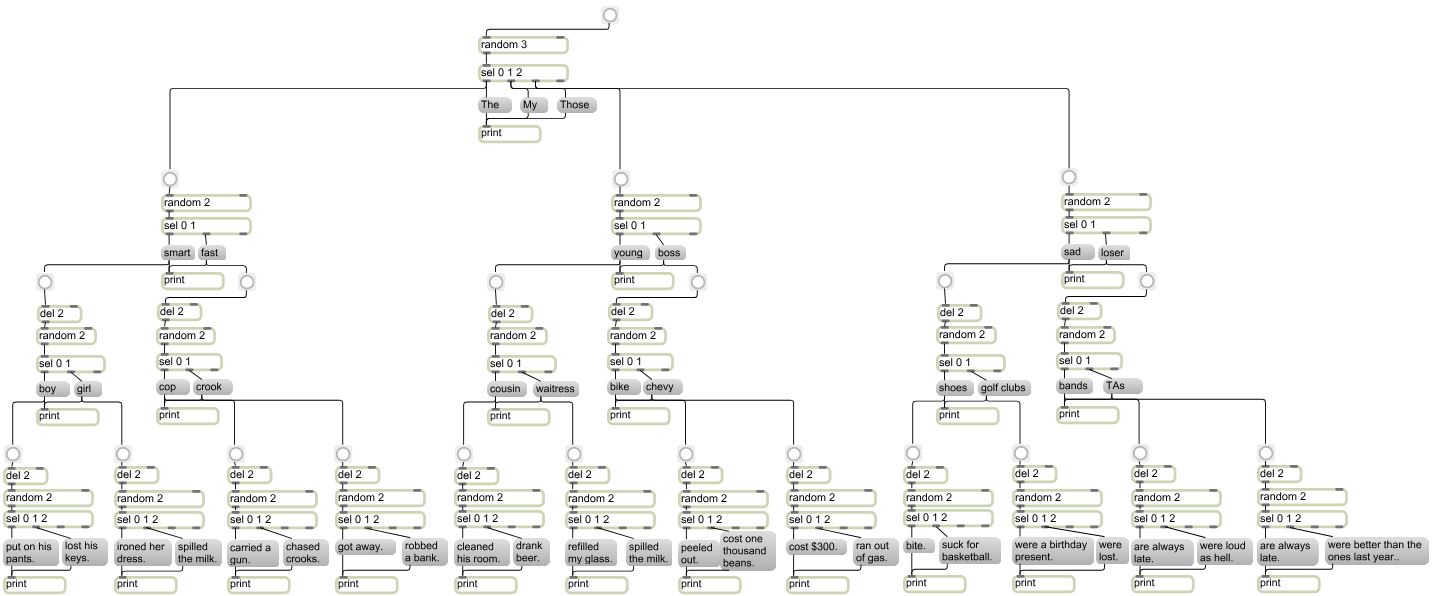 random 3
sel 0 1 2
The My Those
print
random 2 random 2 random 2
sel 0 1 sel 0 1 sel 0 1
smart fast young boss sad loser
print print print
del 2 del 2 del 2 del 2 del 2 del 2
random 2 random 2 random 2 random 2 random 2 random 2
sel 0 1 sel 0 1 sel 0 1 sel 0 1 sel 0 1 sel 0 1
boy girl cop crook cousin waitress bike chevy shoes golf clubs bands TAs
print print print print print print
del 2 del 2 del 2 del 2 del 2 del 2 del 2 del 2 del 2 del 2 del 2 del 2
random 2 random 2 random 2 random 2 random 2 random 2 random 2 random 2 random 2 random 2 random 2 random 2
sel 0 1 2 sel 0 1 2 sel 0 1 2 sel 0 1 2 sel 0 1 2 sel 0 1 2 sel 0 1 2 sel 0 1 2 sel 0 1 2 sel 0 1 2 sel 0 1 2 sel 0 1 2
put on his
pants.
lost his
keys.
ironed her
dress.
spilled
the milk.
carried a
gun.
chased
crooks.
got away.
robbed
a bank.
cleaned
his room.
drank
beer.
refilled
my glass.
spilled
the milk.
peeled
out.
cost one
thousand
beans.
cost $300.
ran out
of gas.
bite.
suck for
basketball.
were a birthday
present.
were
lost.
are always
late.
were loud
as hell.
are always
late.
were better than the
ones last year..
print print print print print print print print print print print print